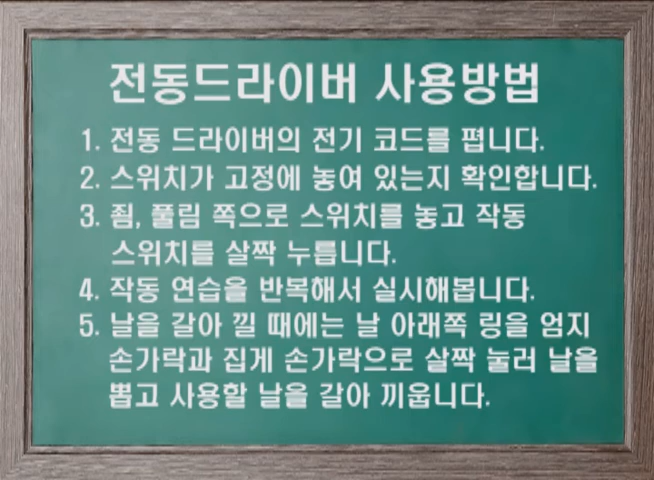 전동드라이버 사용방법
1. 전동 드라이버의 전기 코드를 폅니다.
2. 스위치가 고정에 놓여 있는지 확인합니다.
3. 죔, 풀림 쪽으로 스위치를 놓고 작동
스위치를 살짝 누릅니다.
4. 작동 연습을 반복해서 실시해봅니다.
5. 날을 갈아 낄 때에는 날 아래쪽 링을 엄지
손가락과 집게 손가락으로 살짝 눌러 날을
뽑고 사용할 날을 갈아 끼웁니다.